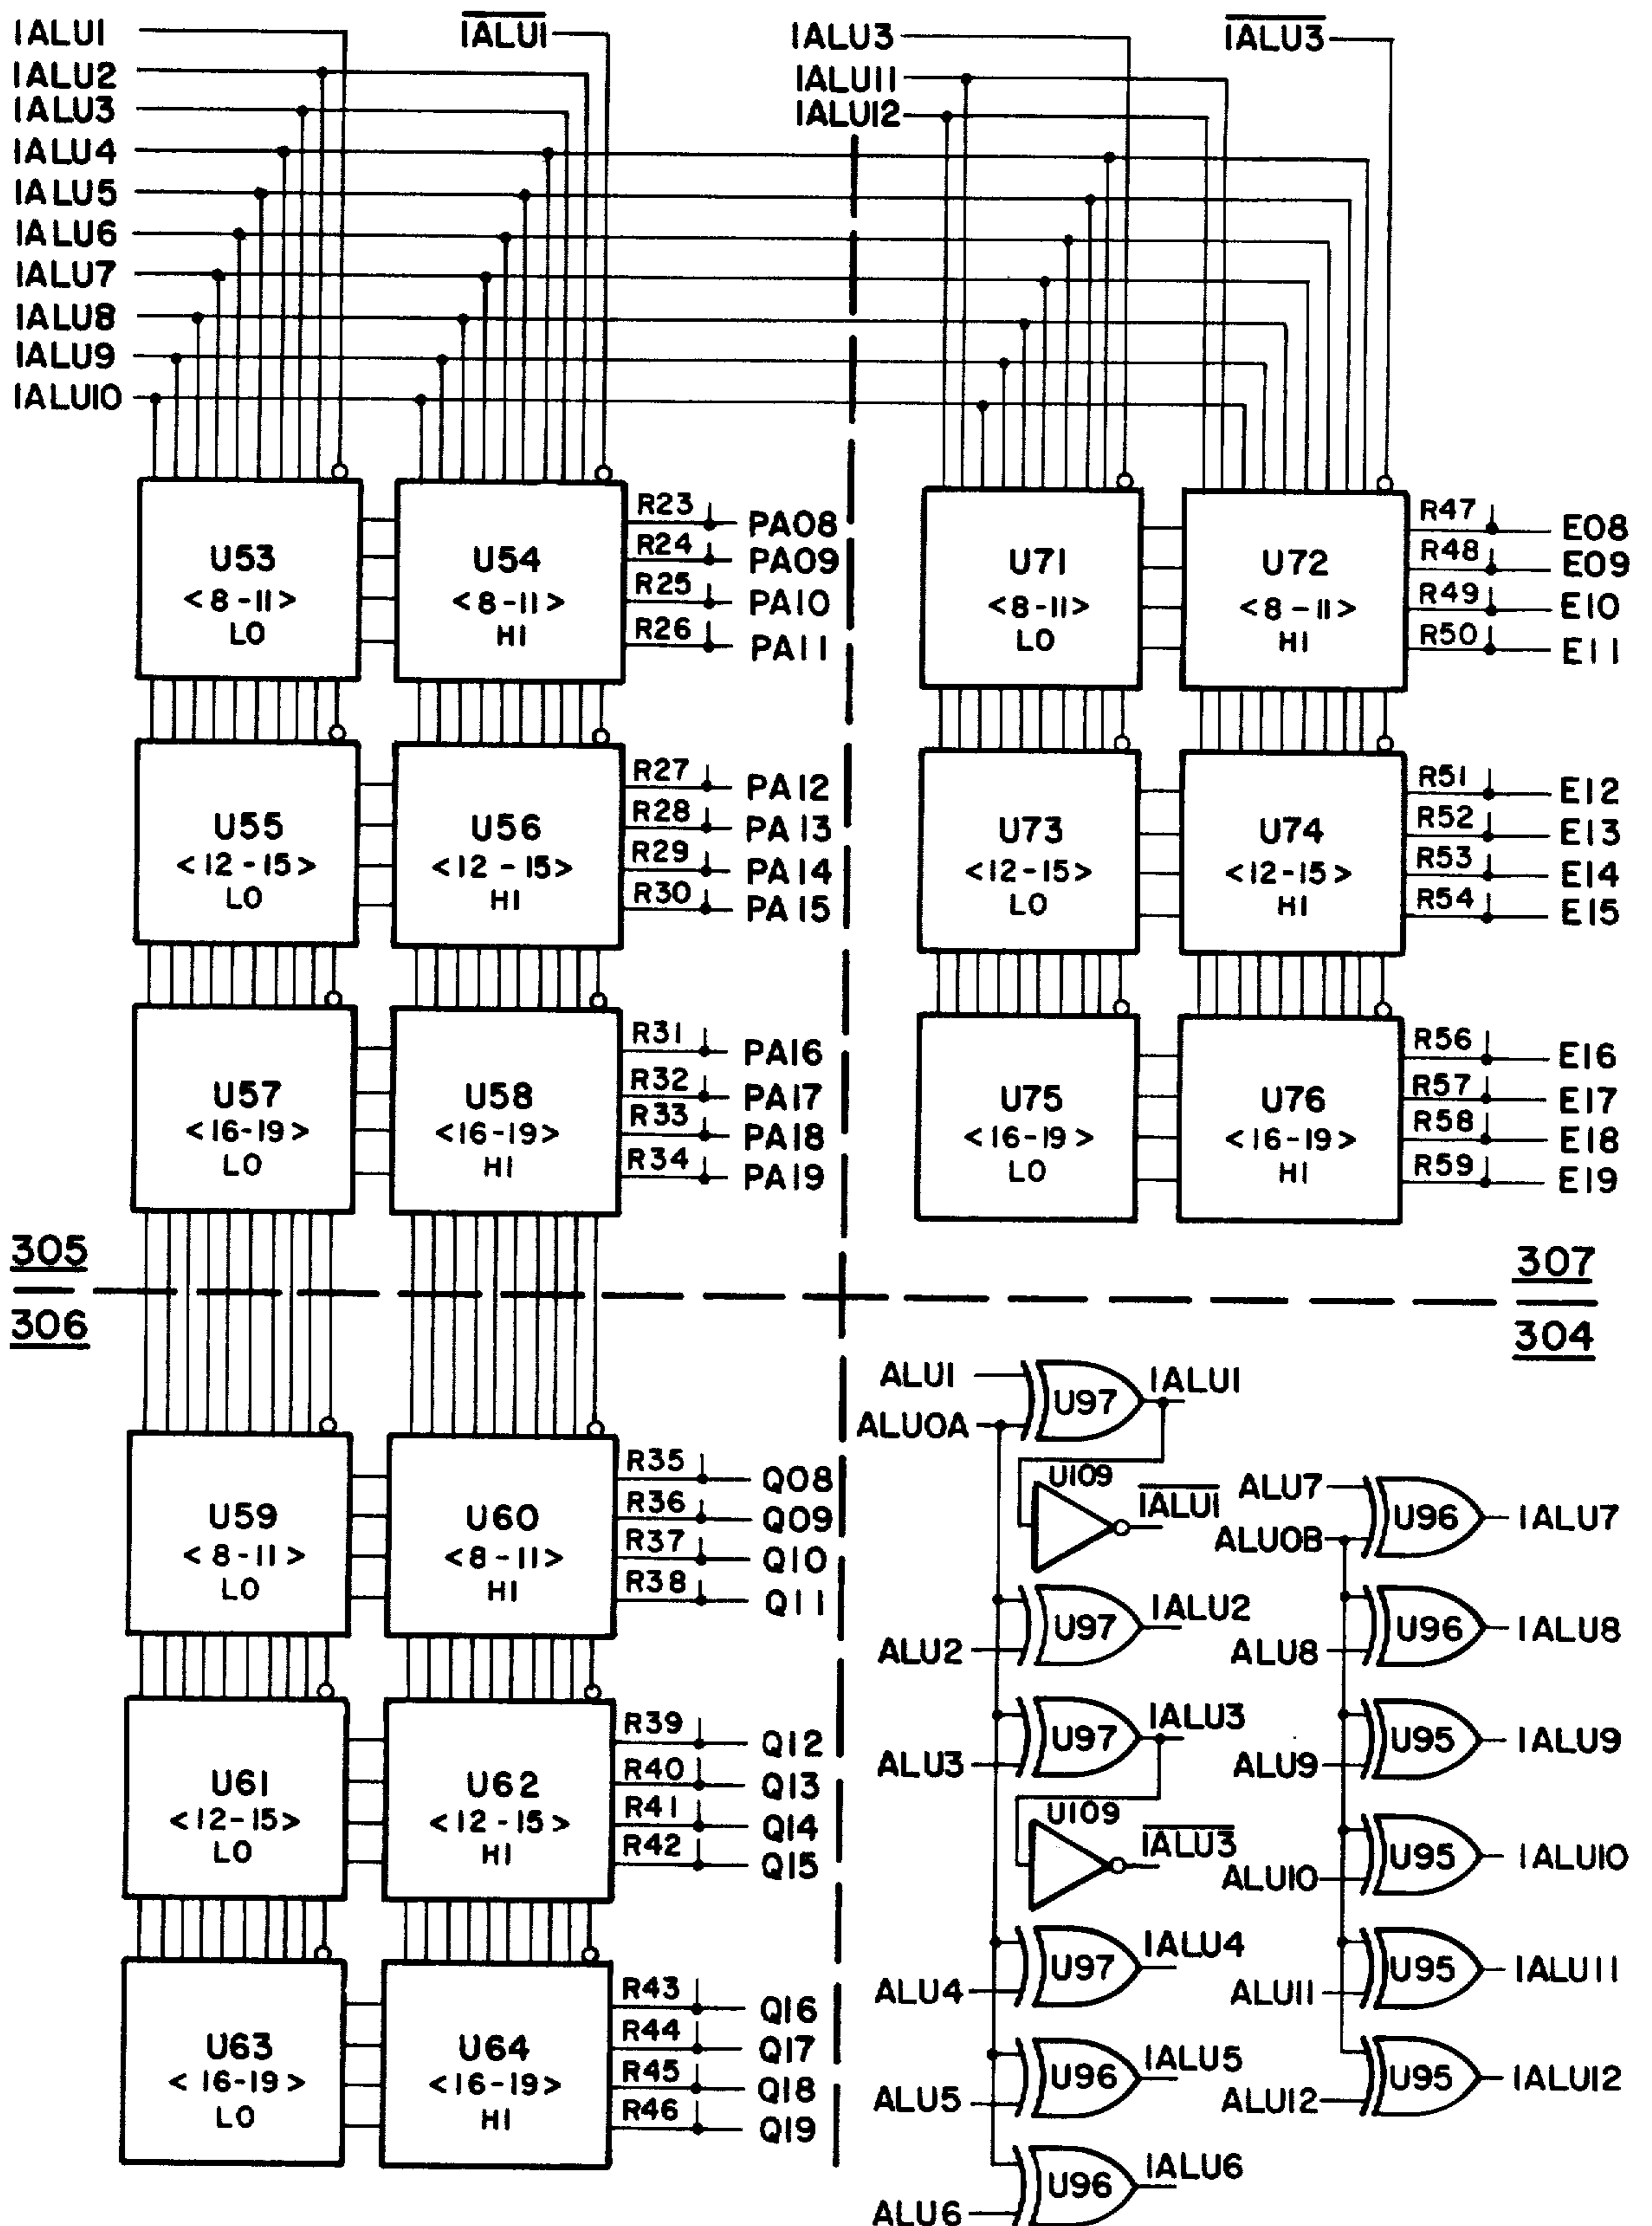 IALU1
IALU1
IALU2
IALU3
IALU4
IALU5
IALU6
IALU7
IALU8
IALU9
IALU10
IALU3
IALU3
IALU11
IALU12
U53
<8-11>
LO
U54
<8-11>
HI
R23 PA08
R24 PA09
R25 PA10
R26 PA11
U55
<12-15>
LO
U56
<12-15>
HI
R27 PA12
R28 PA13
R29 PA14
R30 PA15
U57
<16-19>
LO
U58
<16-19>
HI
R31 PA16
R32 PA17
R33 PA18
R34 PA19
U71
<8-11>
LO
U72
<8-11>
HI
R47 E08
R48 E09
R49 E10
R50 E11
U73
<12-15>
LO
U74
<12-15>
HI
R51 E12
R52 E13
R53 E14
R54 E15
U75
<16-19>
LO
U76
<16-19>
HI
R56 E16
R57 E17
R58 E18
R59 E19
305
306
307
304
U59
<8-11>
LO
U60
<8-11>
HI
R35 Q08
R36 Q09
R37 Q10
R38 Q11
U61
<12-15>
LO
U62
<12-15>
HI
R39 Q12
R40 Q13
R41 Q14
R42 Q15
U63
<16-19>
LO
U64
<16-19>
HI
R43 Q16
R44 Q17
R45 Q18
R46 Q19
ALU1
ALU0A
U97
IALU1
U109
IALU1
ALU2
U97
IALU2
ALU3
U97
IALU3
U109
IALU3
ALU4
U97
IALU4
ALU5
U96
IALU5
ALU6
U96
IALU6
ALU7
ALU0B
U96
IALU7
ALU8
U96
IALU8
ALU9
U95
IALU9
ALU10
U95
IALU10
ALU11
U95
IALU11
ALU12
U95
IALU12